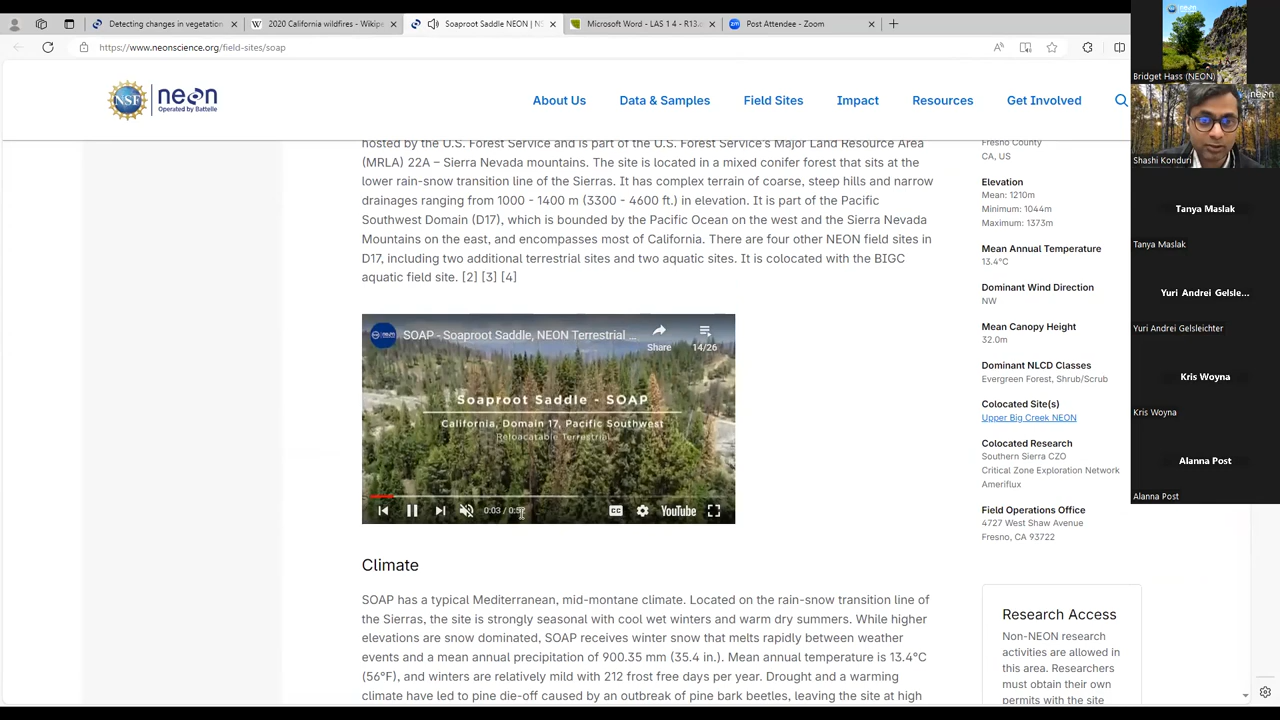 Detecting changes in vegetation
2020 California wildfires - Wikipe
Soaproot Saddle NEON | N
Microsoft Word - LAS 1 4 - R13.
Post Attendee - Zoom
https://www.neonscience.org/field-sites/soap
NSF
neon
Operated by Battelle
About Us
Data & Samples
Field Sites
Impact
Resources
Get Involved
hosted by the U.S. Forest Service and is part of the U.S. Forest Service's Major Land Resource Area
(MRLA) 22A – Sierra Nevada mountains. The site is located in a mixed conifer forest that sits at the
lower rain-snow transition line of the Sierras. It has complex terrain of coarse, steep hills and narrow
drainages ranging from 1000 - 1400 m (3300 - 4600 ft.) in elevation. It is part of the Pacific
Southwest Domain (D17), which is bounded by the Pacific Ocean on the west and the Sierra Nevada
Mountains on the east, and encompasses most of California. There are four other NEON field sites in
D17, including two additional terrestrial sites and two aquatic sites. It is colocated with the BIGC
aquatic field site. [2] [3] [4]
SOAP - Soaproot Saddle, NEON Terrestrial ...
Share
14/26
Soaproot Saddle - SOAP
California, Domain 17, Pacific Southwest
Reloacatable Terrestrial
0:03 / 0:57
CC
YouTube
Climate
SOAP has a typical Mediterranean, mid-montane climate. Located on the rain-snow transition line of
the Sierras, the site is strongly seasonal with cool wet winters and warm dry summers. While higher
elevations are snow dominated, SOAP receives winter snow that melts rapidly between weather
events and a mean annual precipitation of 900.35 mm (35.4 in.). Mean annual temperature is 13.4°C
(56°F), and winters are relatively mild with 212 frost free days per year. Drought and a warming
climate have led to pine die-off caused by an outbreak of pine bark beetles, leaving the site at high
Fresno County
CA, US
Elevation
Mean: 1210m
Minimum: 1044m
Maximum: 1373m
Mean Annual Temperature
13.4°C
Dominant Wind Direction
NW
Mean Canopy Height
32.0m
Dominant NLCD Classes
Evergreen Forest, Shrub/Scrub
Colocated Site(s)
Upper Big Creek NEON
Colocated Research
Southern Sierra CZO
Critical Zone Exploration Network
Ameriflux
Field Operations Office
4727 West Shaw Avenue
Fresno, CA 93722
Research Access
Non-NEON research
activities are allowed in
this area. Researchers
must obtain their own
permits with the site
Bridget Hass (NEON)
neon
Shashi Konduri
Tanya Maslak
Tanya Maslak
Yuri Andrei Gelsle...
Yuri Andrei Gelsleichter
Kris Woyna
Kris Woyna
Alanna Post
Alanna Post